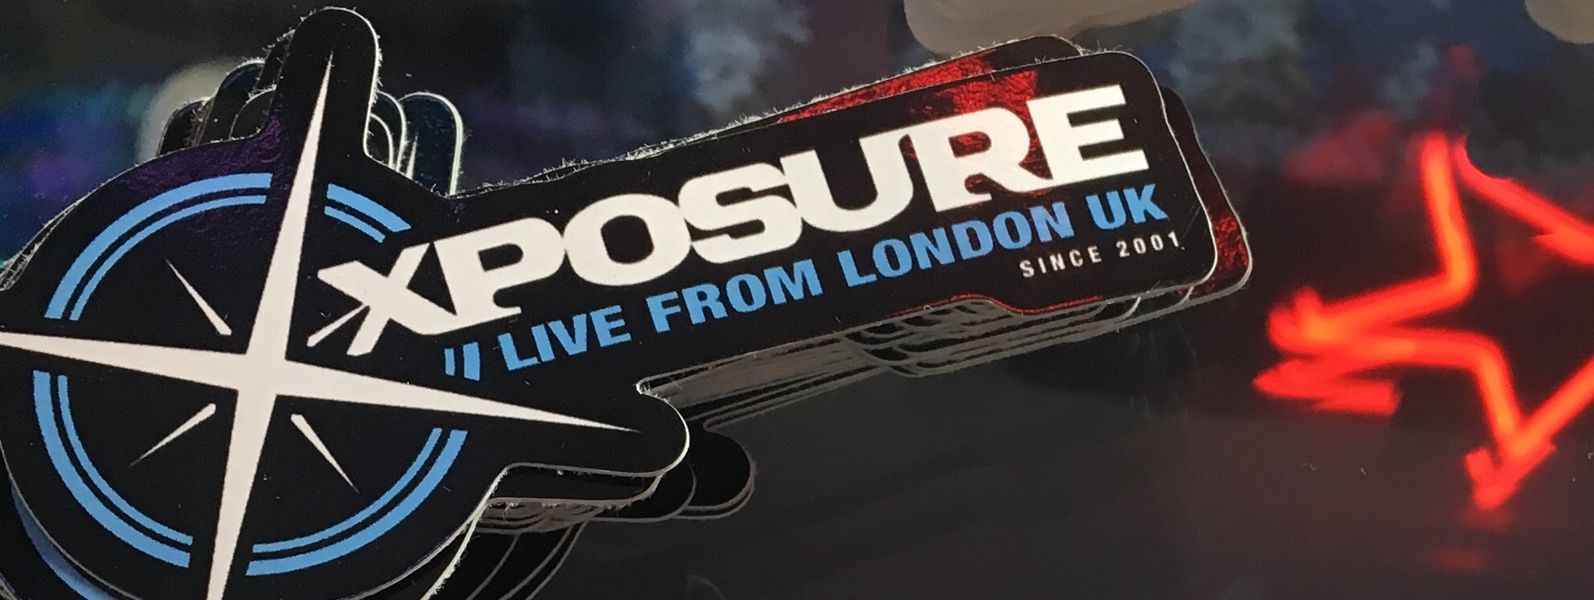 XPOSURE
LIVE FROM LONDON UK
SINCE 2001